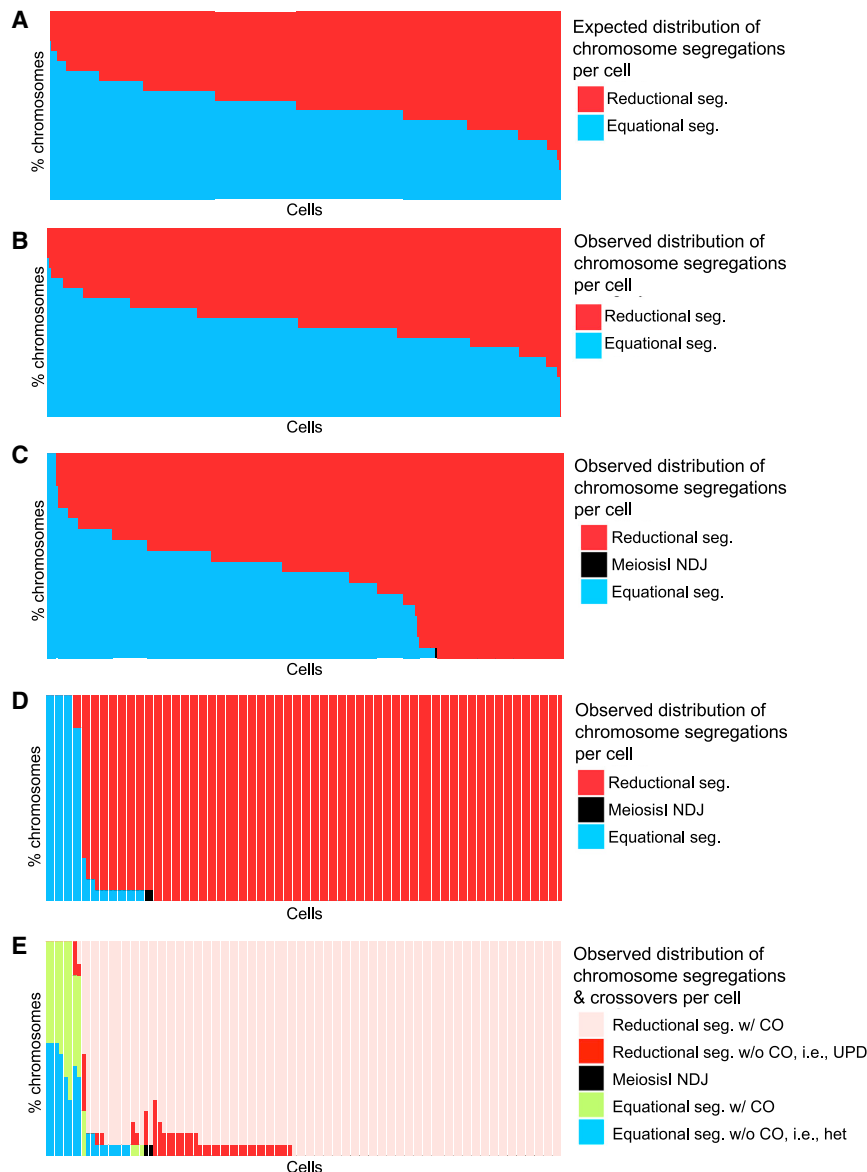 A
% chromosomes
Cells
Expected distribution of
chromosome segregations
per cell
Reductional seg.
Equational seg.
B
% chromosomes
Cells
Observed distribution of
chromosome segregations
per cell
Reductional seg.
Equational seg.
C
% chromosomes
Cells
Observed distribution of
chromosome segregations
per cell
Reductional seg.
MeiosisI NDJ
Equational seg.
D
% chromosomes
Cells
Observed distribution of
chromosome segregations
per cell
Reductional seg.
MeiosisI NDJ
Equational seg.
E
% chromosomes
Cells
Observed distribution of
chromosome segregations
& crossovers per cell
Reductional seg. w/ CO
Reductional seg. w/o CO, i.e., UPD
MeiosisI NDJ
Equational seg. w/ CO
Equational seg. w/o CO, i.e., het